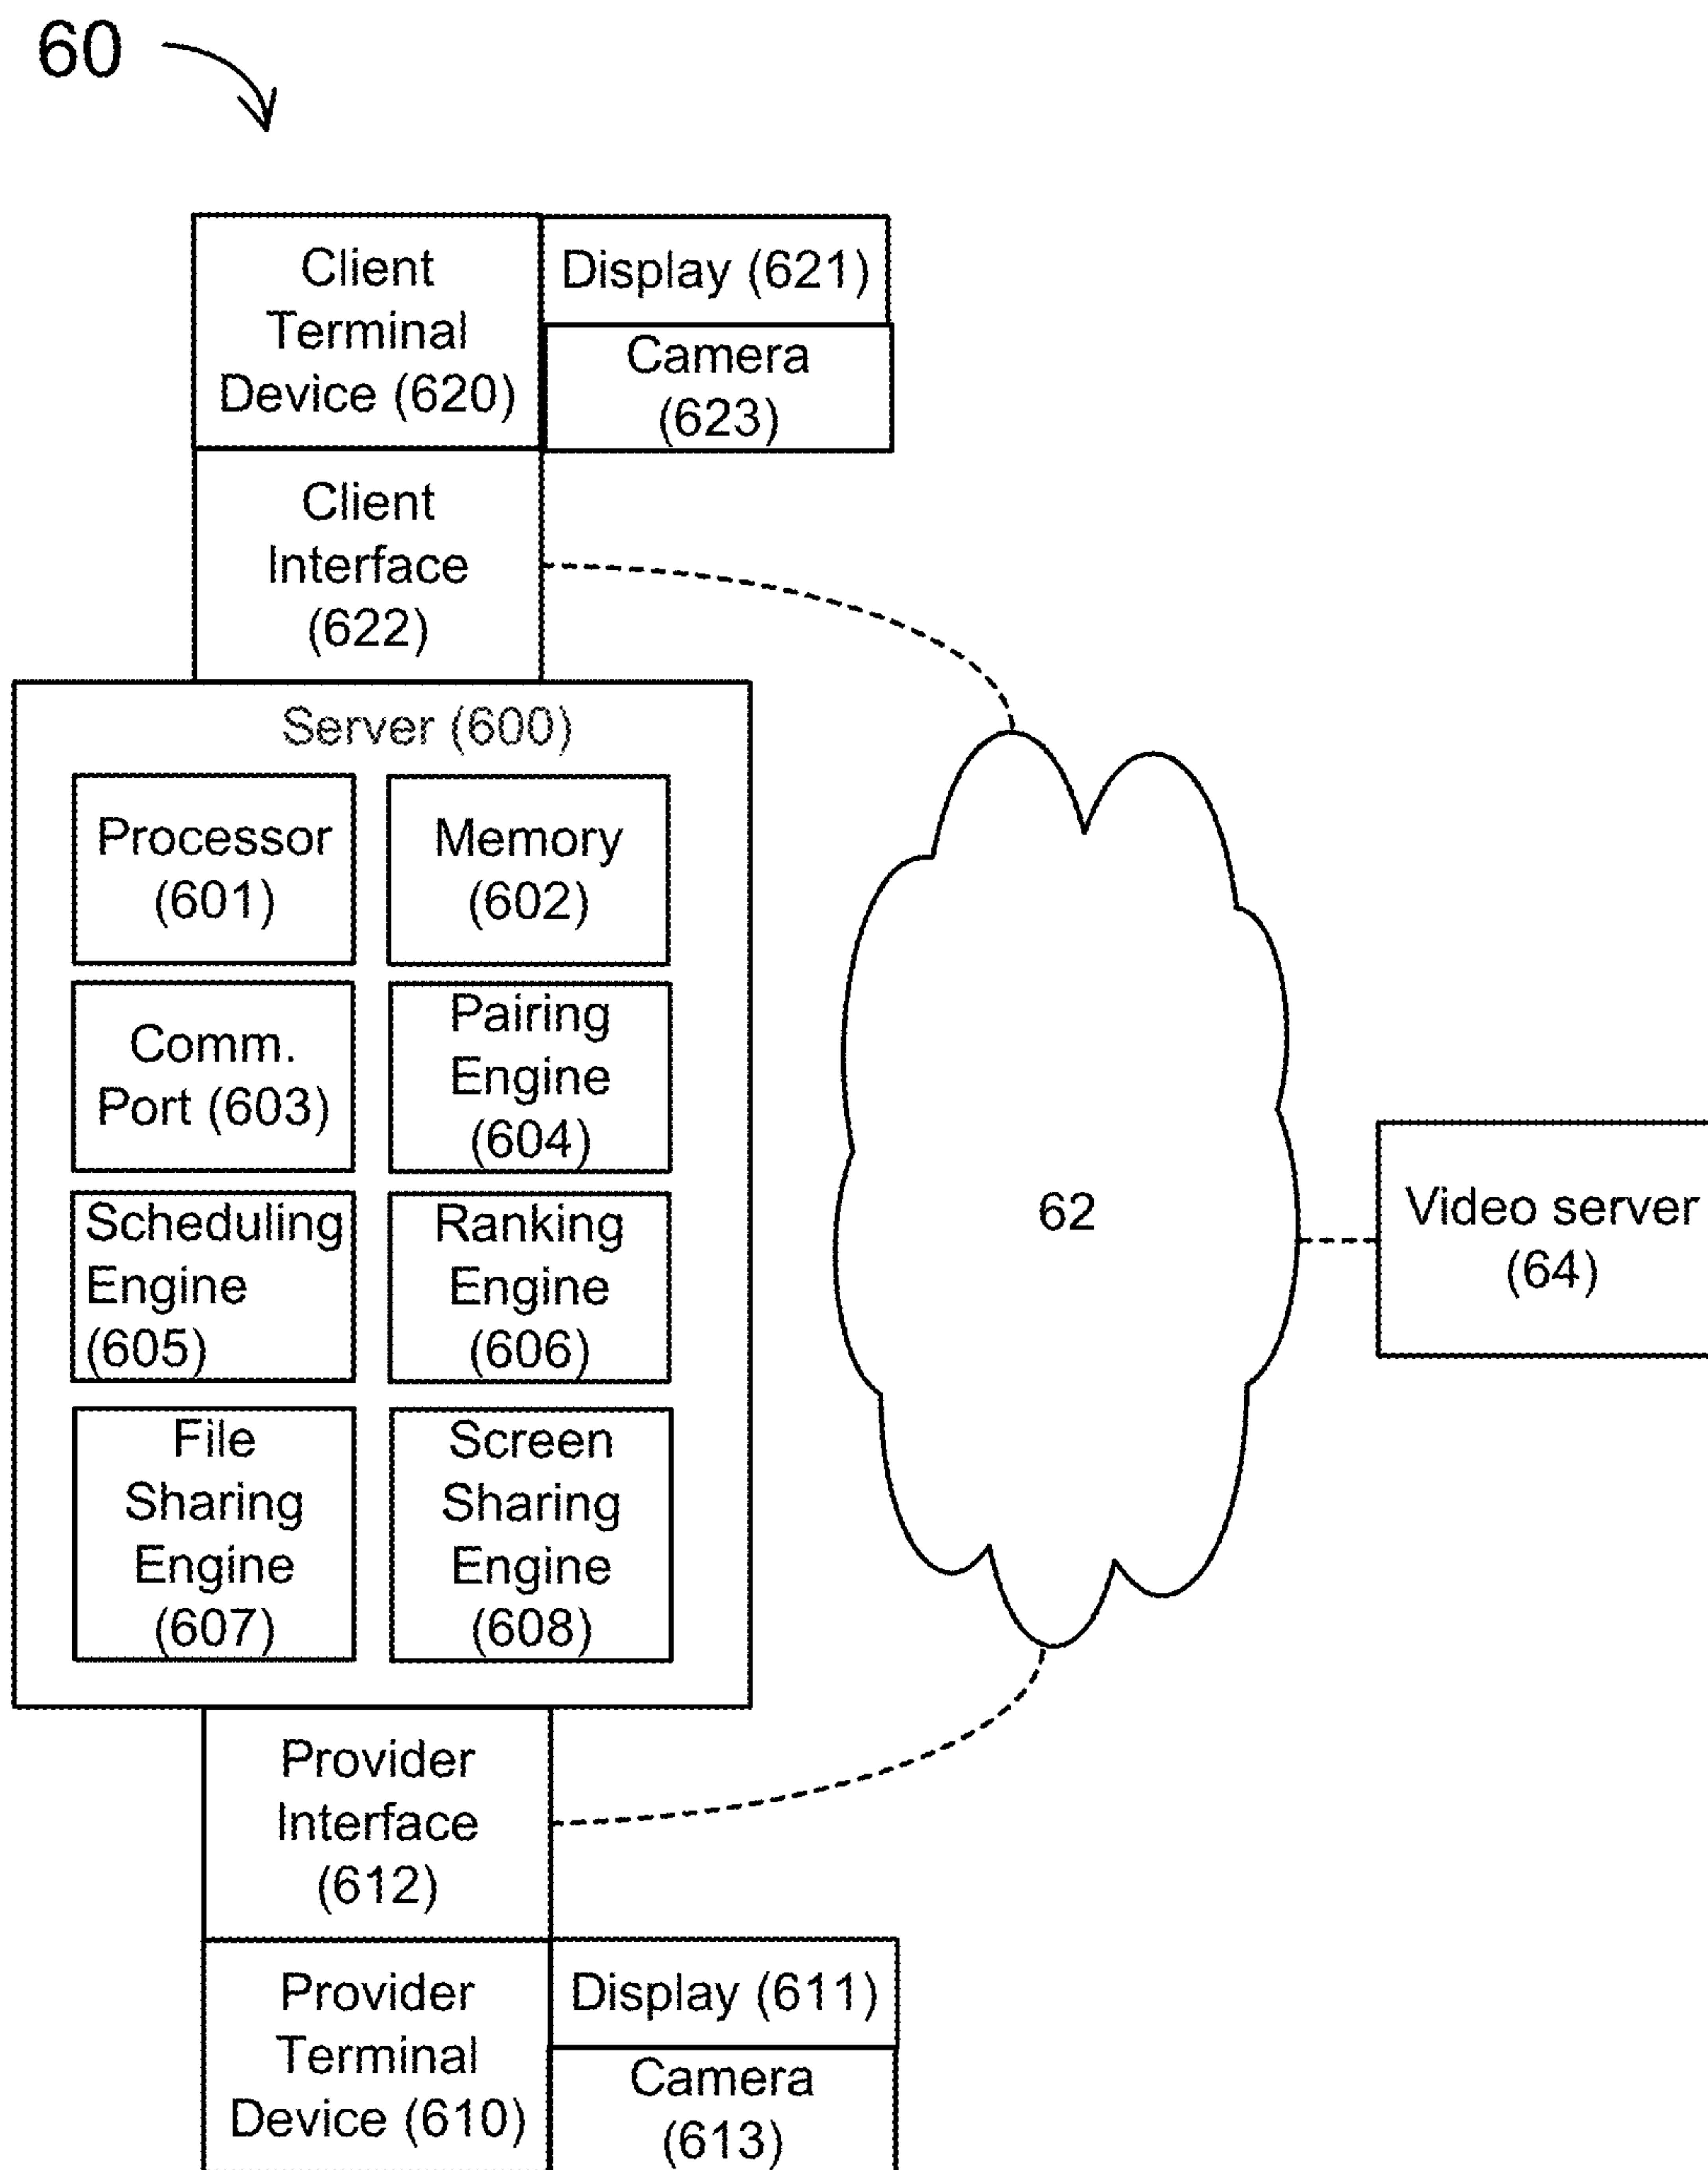 60
Client
Terminal
Device (620)
Display (621)
Camera
(623)
Client
Interface
(622)
Server (600)
Processor
(601)
Memory
(602)
Comm.
Port (603)
Pairing
Engine
(604)
Scheduling
Engine
(605)
Ranking
Engine
(606)
File
Sharing
Engine
(607)
Screen
Sharing
Engine
(608)
62
Video server
(64)
Provider
Interface
(612)
Provider
Terminal
Device (610)
Display (611)
Camera
(613)